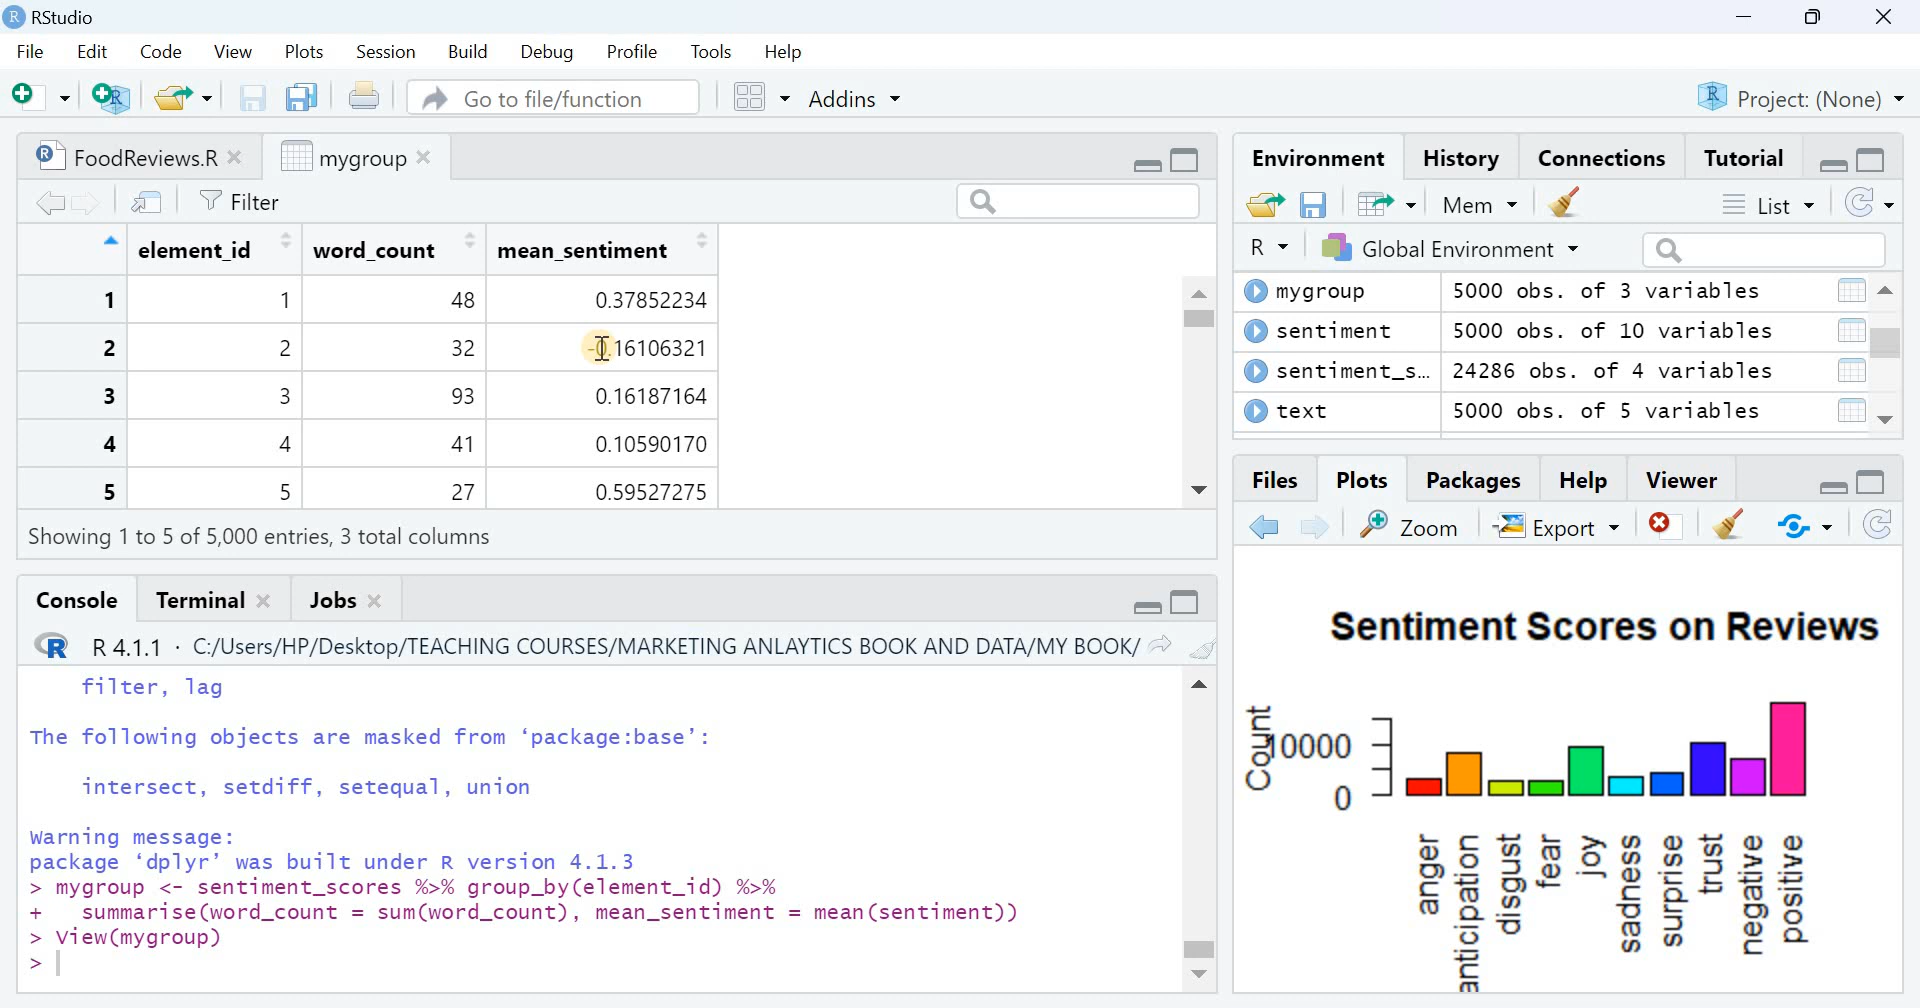 RStudio
File Edit Code View Plots Session Build Debug Profile Tools Help
Go to file/function Addins Project: (None)
FoodReviews.R mygroup
Filter
element_id word_count mean_sentiment
1 1 48 0.37852234
2 2 32 -0.16106321
3 3 93 0.16187164
4 4 41 0.10590170
5 5 27 0.59527275
Showing 1 to 5 of 5,000 entries, 3 total columns
Console Terminal Jobs
R 4.1.1 · C:/Users/HP/Desktop/TEACHING COURSES/MARKETING ANLAYTICS BOOK AND DATA/MY BOOK/
filter, lag
The following objects are masked from ‘package:base’:
intersect, setdiff, setequal, union
Warning message:
package ‘dplyr’ was built under R version 4.1.3
> mygroup <- sentiment_scores %>% group_by(element_id) %>%
+ summarise(word_count = sum(word_count), mean_sentiment = mean(sentiment))
> View(mygroup)
>
Environment History Connections Tutorial
Mem List
R Global Environment
mygroup 5000 obs. of 3 variables
sentiment 5000 obs. of 10 variables
sentiment_s… 24286 obs. of 4 variables
text 5000 obs. of 5 variables
Files Plots Packages Help Viewer
Zoom Export
Sentiment Scores on Reviews
Count
10000
0
anger
anticipation
disgust
fear
joy
sadness
surprise
trust
negative
positive